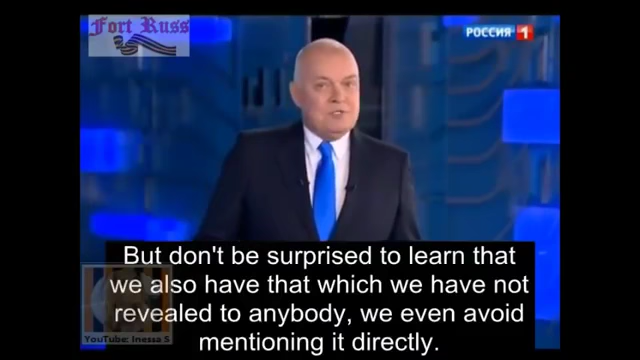 Fort Russ
РОССИЯ 1
But don't be surprised to learn that
we also have that which we have not
revealed to anybody, we even avoid
mentioning it directly.
YouTube: Inessa S